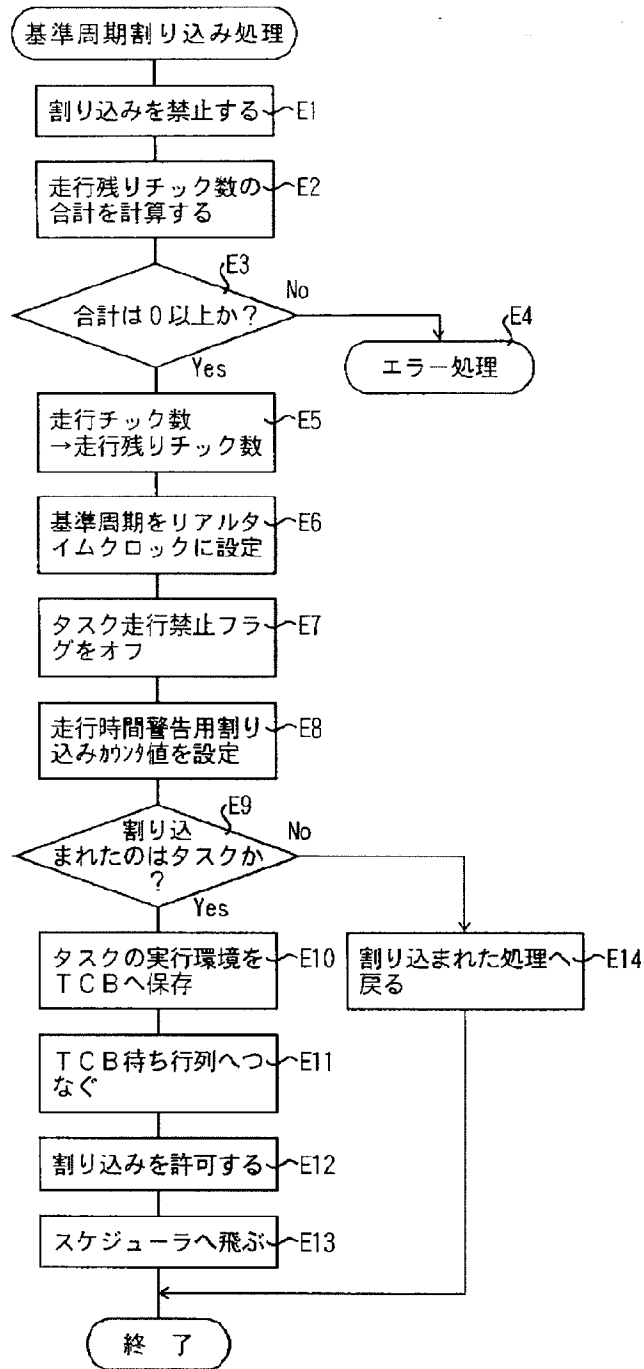 基準周期割り込み処理
割り込みを禁止する
E1
走行残りチック数の
合計を計算する
E2
E3
合計は0以上か?
No
Yes
E4
エラー処理
走行チック数
→走行残りチック数
E5
基準周期をリアルタ
イムクロックに設定
E6
タスク走行禁止フラ
グをオフ
E7
走行時間警告用割り
込みカウンタ値を設定
E8
E9
割り込
まれたのはタスクか
?
No
Yes
タスクの実行環境を
TCBへ保存
E10
割り込まれた処理へ
戻る
E14
TCB待ち行列へつ
なぐ
E11
割り込みを許可する
E12
スケジューラへ飛ぶ
E13
終了